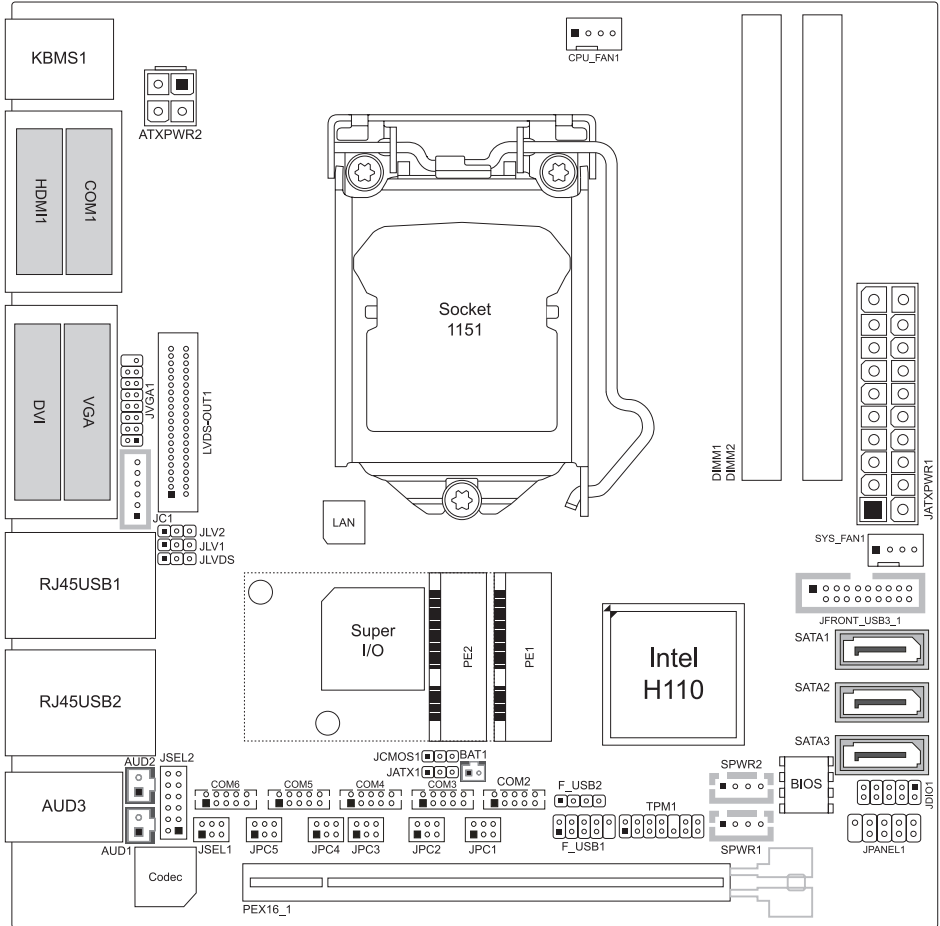 KBMS1
CPU_FAN1
ATXPWR2
HDMI1
COM1
Socket
1151
DVI
VGA
JVGA1
LVDS-OUT1
DIMM1
DIMM2
JATXPWR1
JC1
JLV2
JLV1
JLVDS
LAN
SYS_FAN1
RJ45USB1
JFRONT_USB3_1
Super
I/O
PE2
PE1
Intel
H110
SATA1
RJ45USB2
SATA2
SATA3
JCMOS1
BAT1
JATX1
AUD2
JSEL2
COM6
COM5
COM4
COM3
COM2
F_USB2
SPWR2
BIOS
JDIO1
AUD3
TPM1
AUD1
JSEL1
JPC5
JPC4
JPC3
JPC2
JPC1
F_USB1
SPWR1
JPANEL1
Codec
PEX16_1